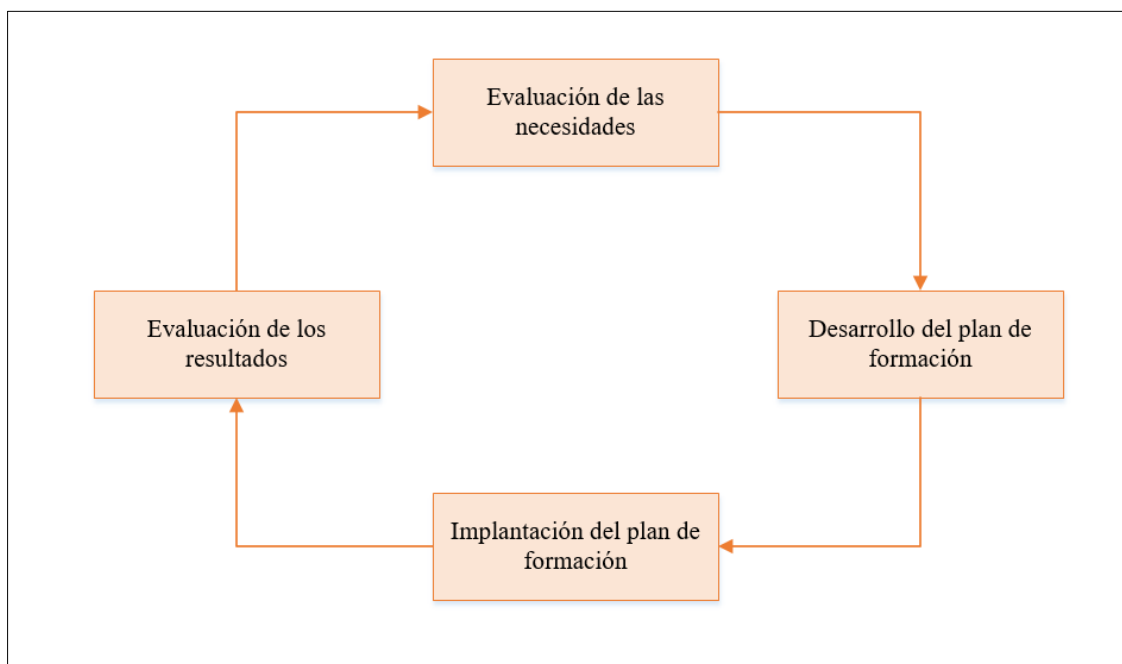 Evaluación de las
necesidades
Evaluación de los
resultados
Desarrollo del plan de
formación
Implantación del plan de
formación